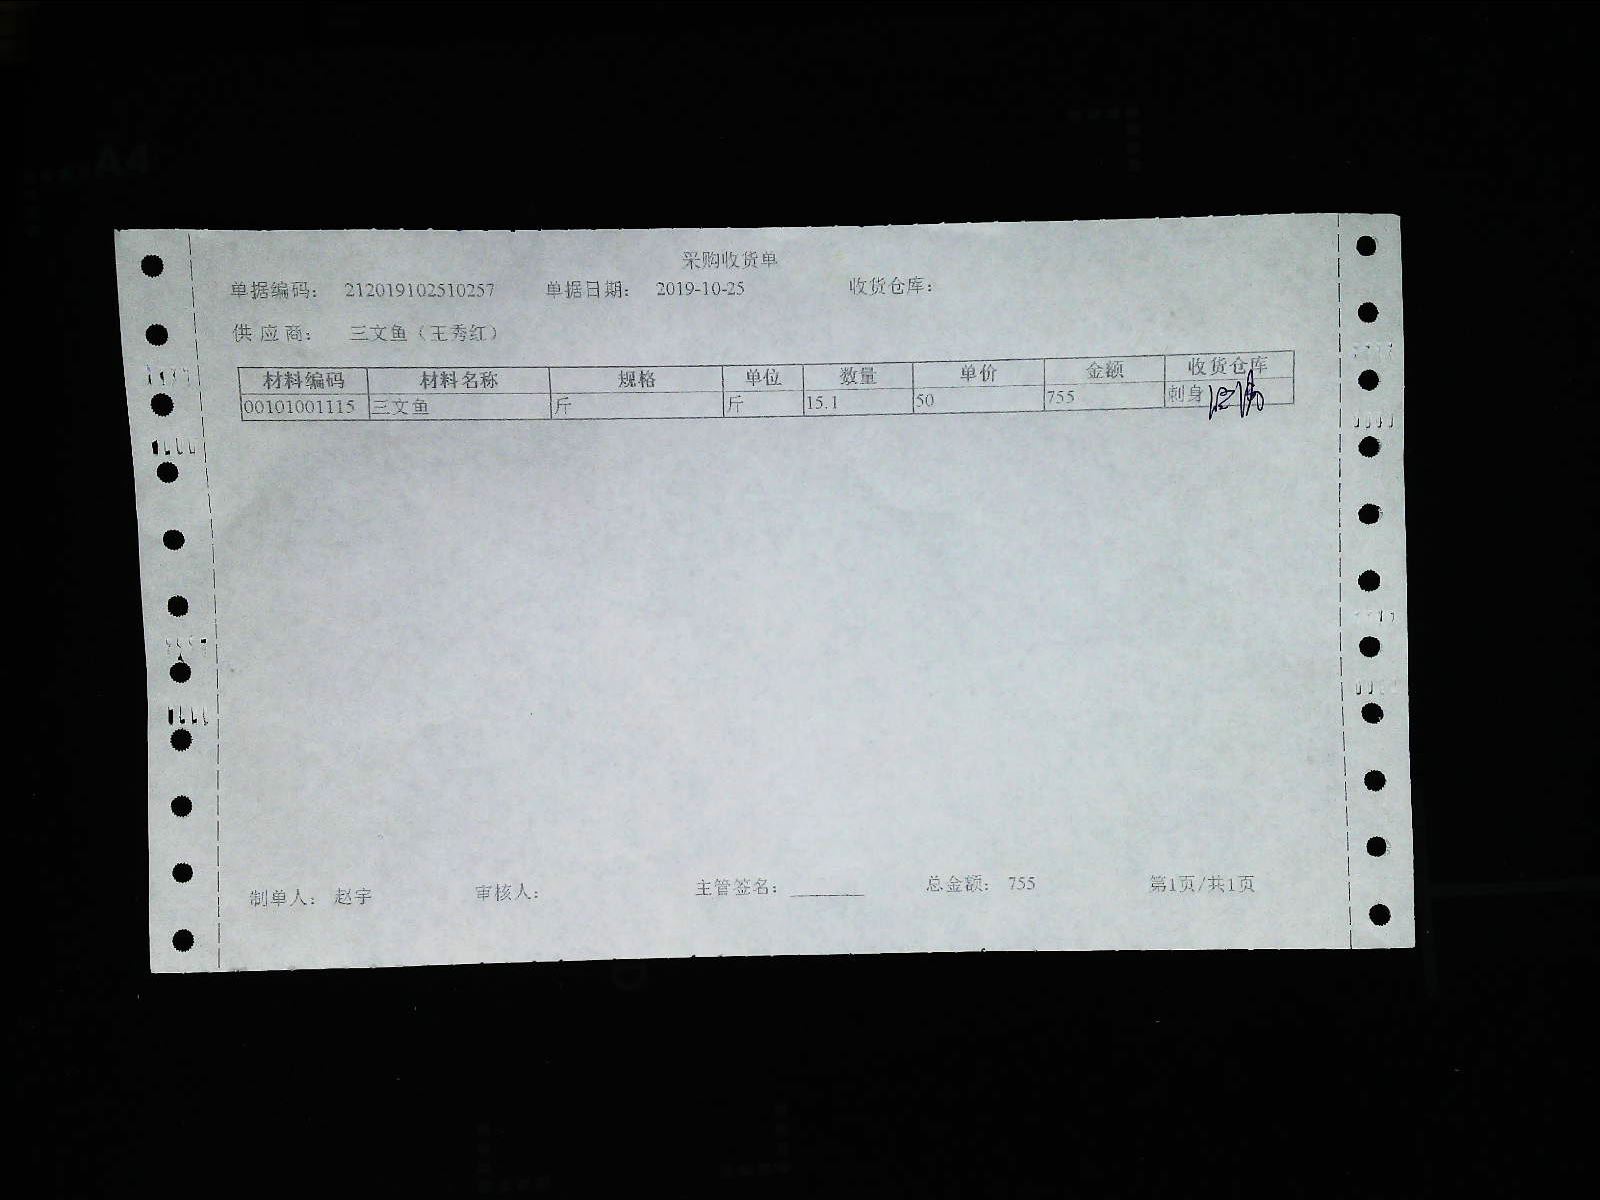 采购收货单
单据编码： 212019102510257 单据日期： 2019-10-25 收货仓库：
供 应 商： 三文鱼（王秀红）
材料编码 材料名称 规格 单位 数量 单价 金额 收货仓库
00101001115 三文鱼 斤 斤 15.1 50 755 刺身
制单人： 赵宇 审核人： 主管签名： 总金额： 755 第1页/共1页